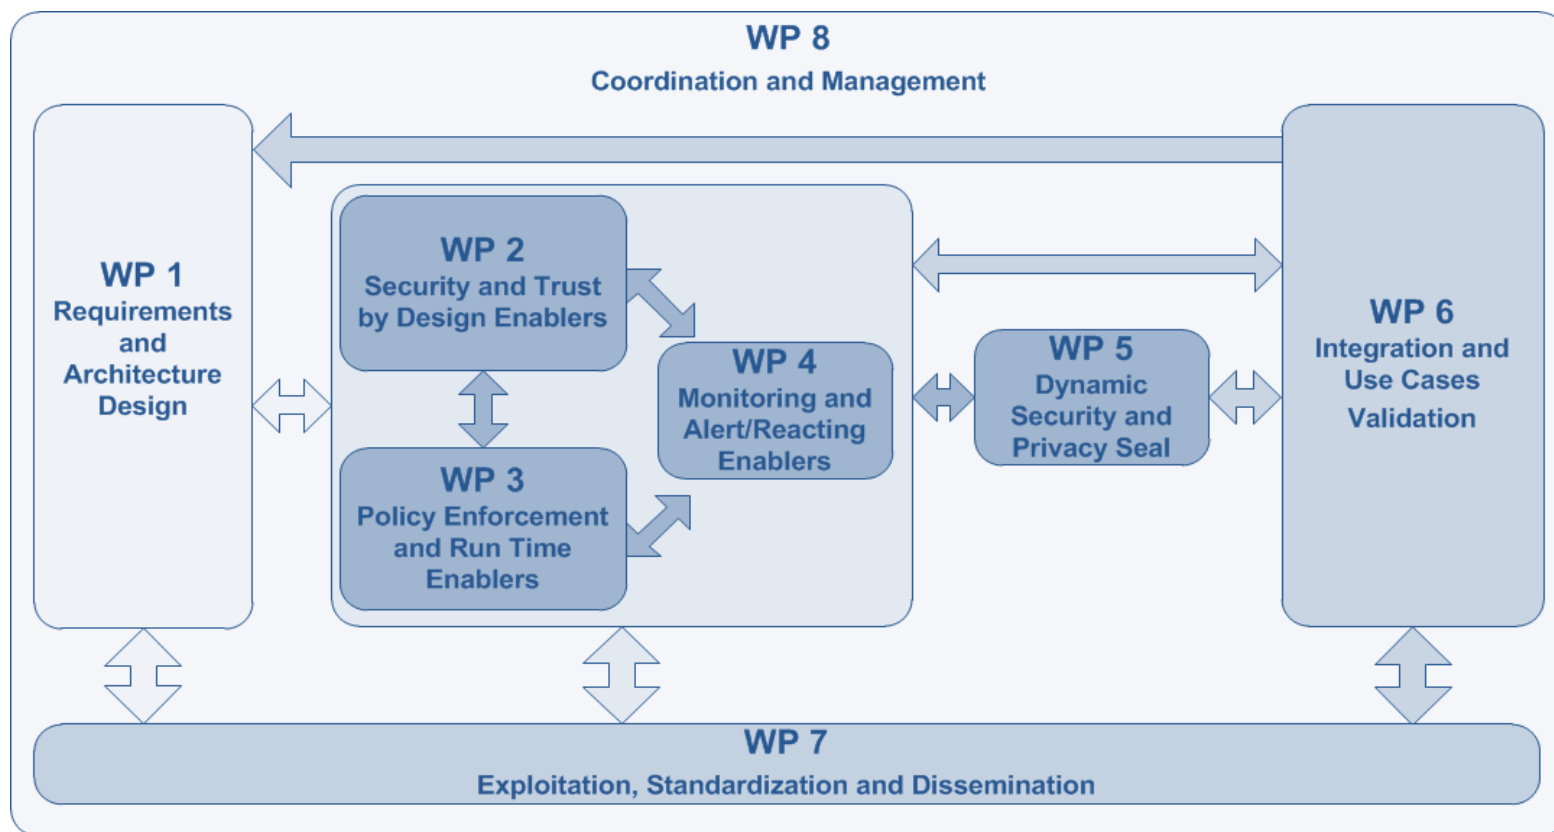 WP 8
Coordination and Management
WP 1
Requirements
and
Architecture
Design
WP 2
Security and Trust
by Design Enablers
WP 3
Policy Enforcement
and Run Time
Enablers
WP 4
Monitoring and
Alert/Reacting
Enablers
WP 5
Dynamic
Security and
Privacy Seal
WP 6
Integration and
Use Cases
Validation
WP 7
Exploitation, Standardization and Dissemination